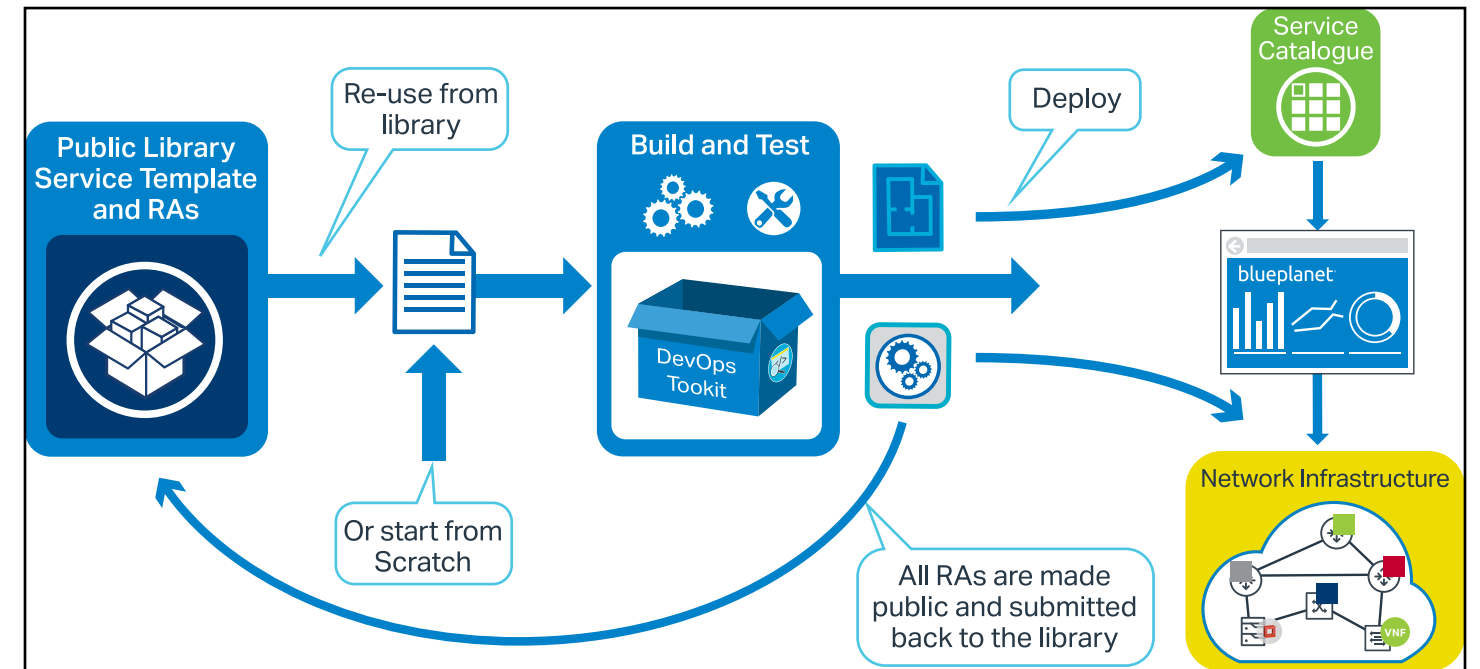 Public Library
Service Template
and RAs
Re-use from
library
Or start from
Scratch
Build and Test
DevOps
Tookit
Deploy
All RAs are made
public and submitted
back to the library
Service
Catalogue
blueplanet
Network Infrastructure
VNF